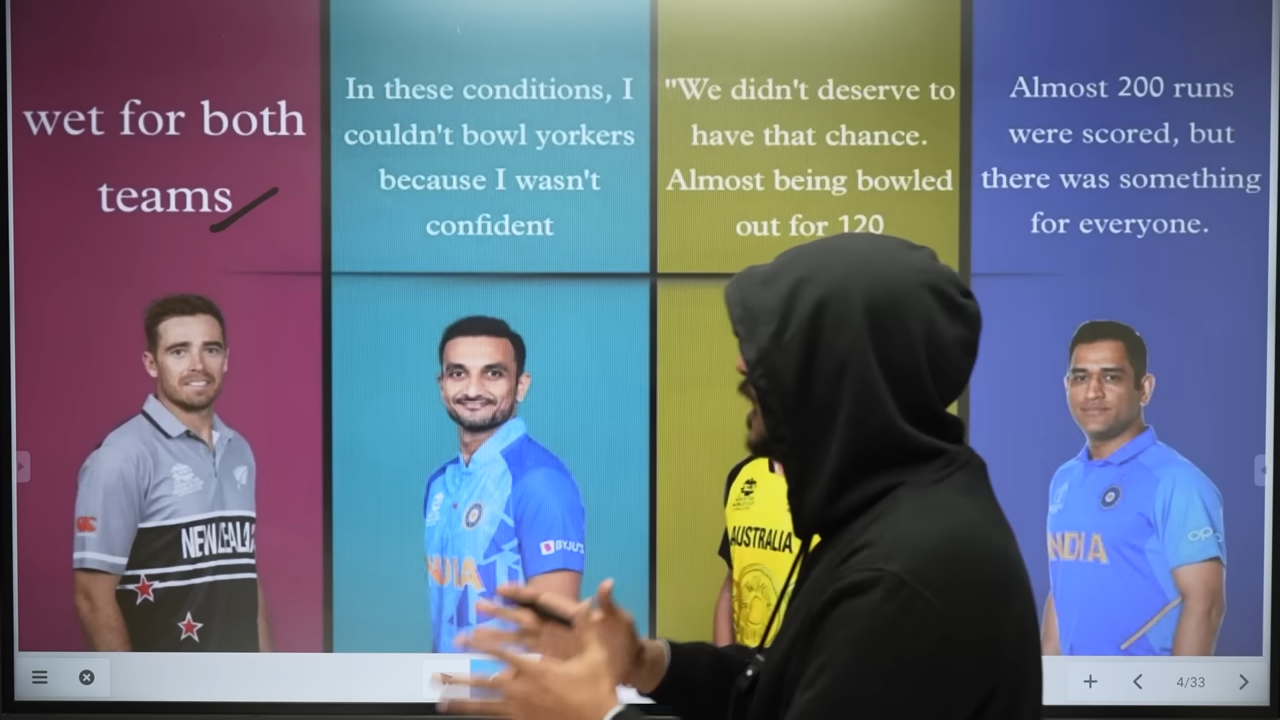 wet for both
teams
In these conditions, I
couldn't bowl yorkers
because I wasn't
confident
"We didn't deserve to
have that chance.
Almost being bowled
out for 120
Almost 200 runs
were scored, but
there was something
for everyone.
BYJU'S
INDIA
AUSTRALIA
oppo
INDIA
4/33